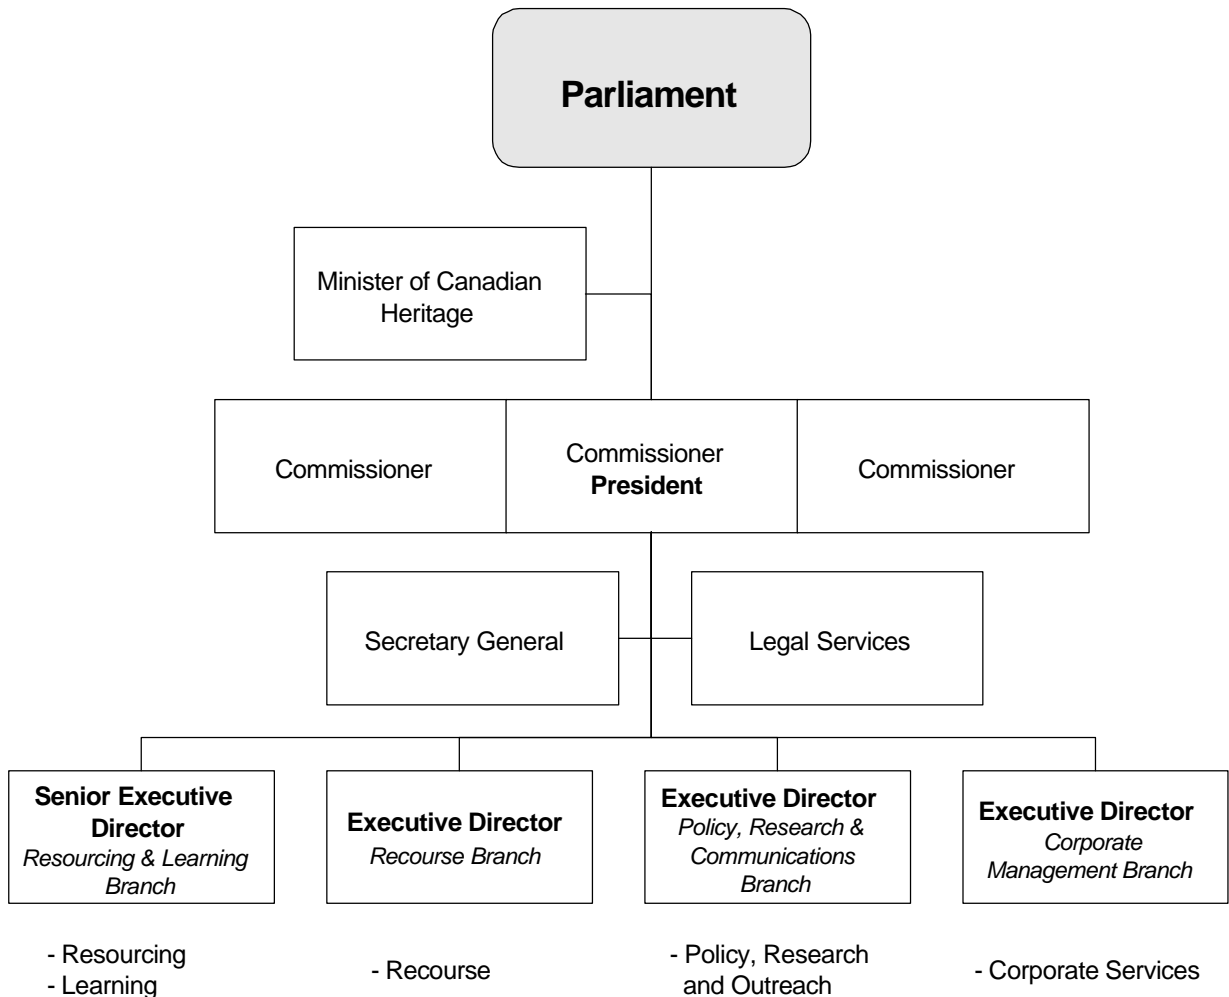 Parliament
Minister of Canadian
Heritage
Commissioner
Commissioner
President
Commissioner
Secretary General
Legal Services
Senior Executive
Director
Resourcing & Learning
Branch
Executive Director
Recourse Branch
Executive Director
Policy, Research &
Communications
Branch
Executive Director
Corporate
Management Branch
- Resourcing
- Learning
- Recourse
- Policy, Research
and Outreach
- Corporate Services